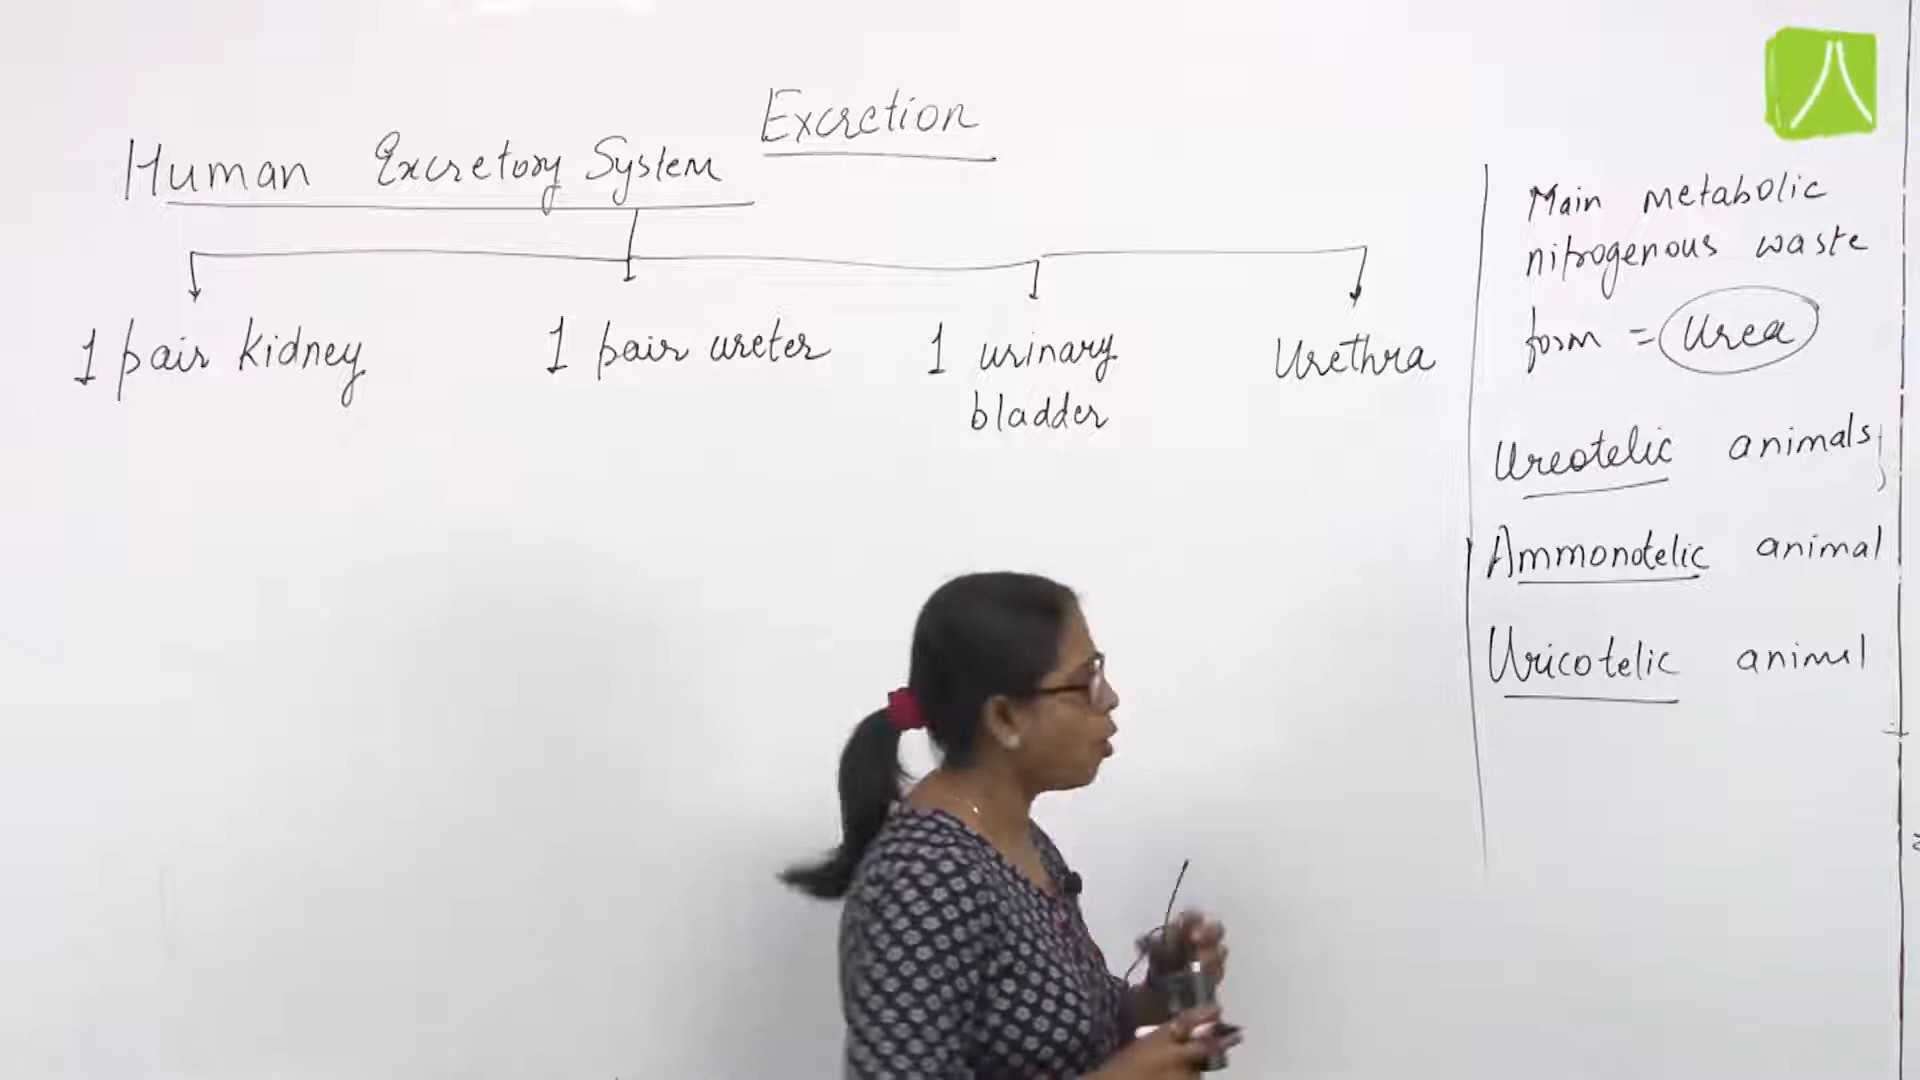 Excretion
Human Excretory System
1 pair kidney
1 pair ureter
1 urinary
bladder
Urethra
Main metabolic
nitrogenous waste
form = Urea
Ureotelic animals,
Ammonotelic animal
Uricotelic animal